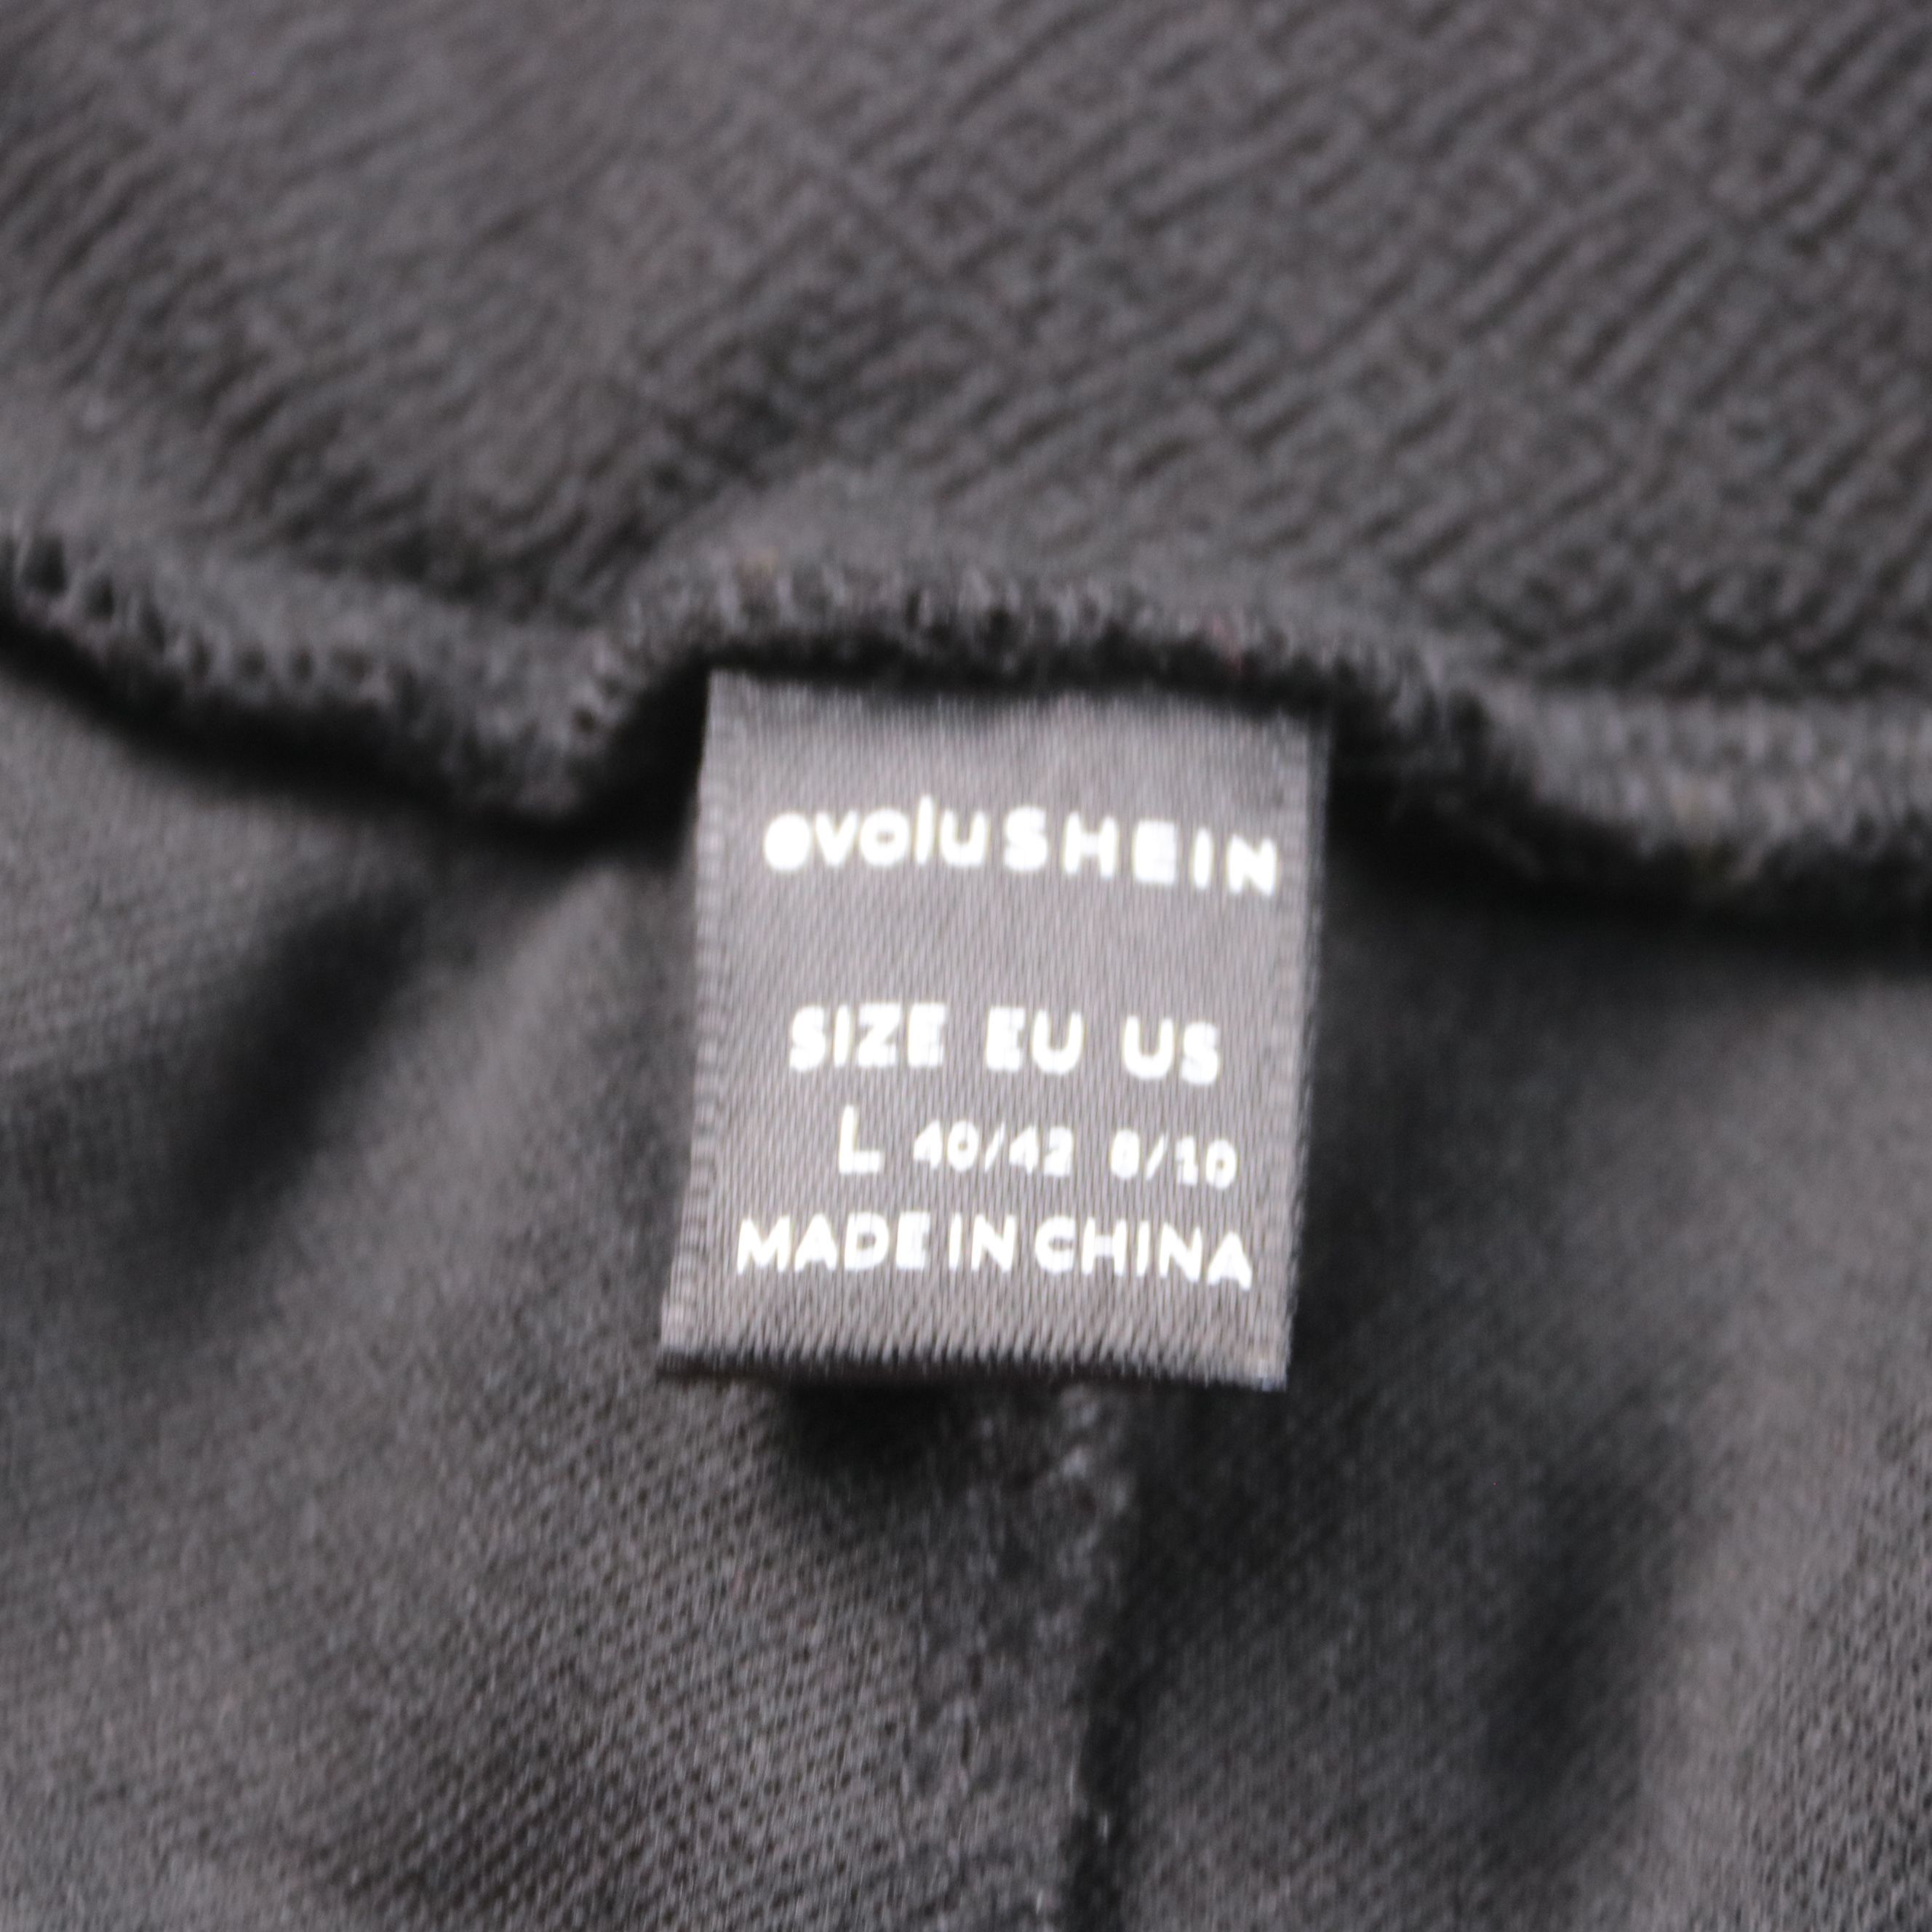 evoluSHEIN
SIZE EU US
L 40/42 8/10
MADE IN CHINA